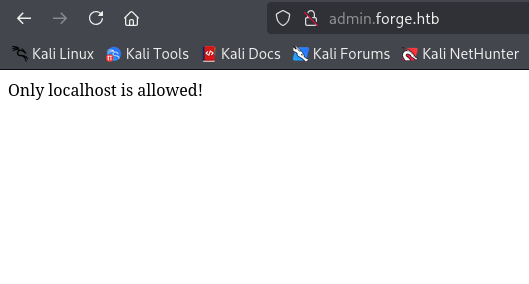 admin.forge.htb
Kali Linux Kali Tools Kali Docs Kali Forums Kali NetHunter
Only localhost is allowed!